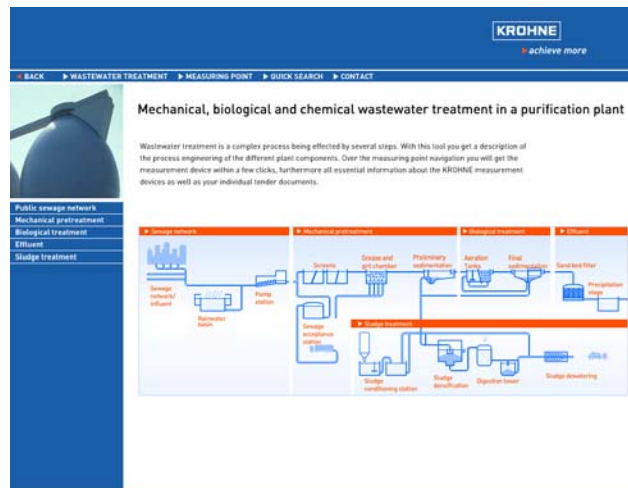 KROHNE
achieve more
BACK WASTEWATER TREATMENT MEASURING POINT QUICK SEARCH CONTACT
Mechanical, biological and chemical wastewater treatment in a purification plant
Wastewater treatment is a complex process being effected by several steps. With this tool you get a description
of the process engineering of the different plant components. Over the measuring point navigation you will get the
measurement device within a few clicks, furthermore all essential information about the KROHNE measurement
devices as well as your individual tender documents.
Public sewage network
Mechanical pretreatment
Biological treatment
Effluent
Sludge treatment
Sewage network
Mechanical pretreatment
Biological treatment
Effluent
Screens
Grease and
grit chamber
Preliminary
sedimentation
Aeration
Tanks
Final
sedimentation
Sand bed filter
Sewage
network/
influent
Rainwater
basin
Pump
station
Sewage
acceptance
station
Precipitation
stage
Sludge treatment
Sludge
conditioning station
Sludge
densification
Digestion tower
Sludge dewatering